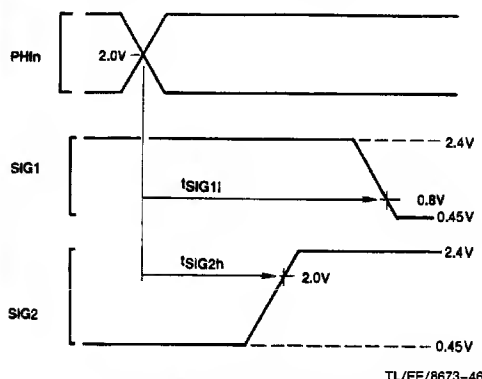 PHIn
2.0V
SIG1
2.4V
tSIG1l
0.8V
0.45V
tSIG2h
2.4V
2.0V
SIG2
0.45V
TL/EE/8673-46